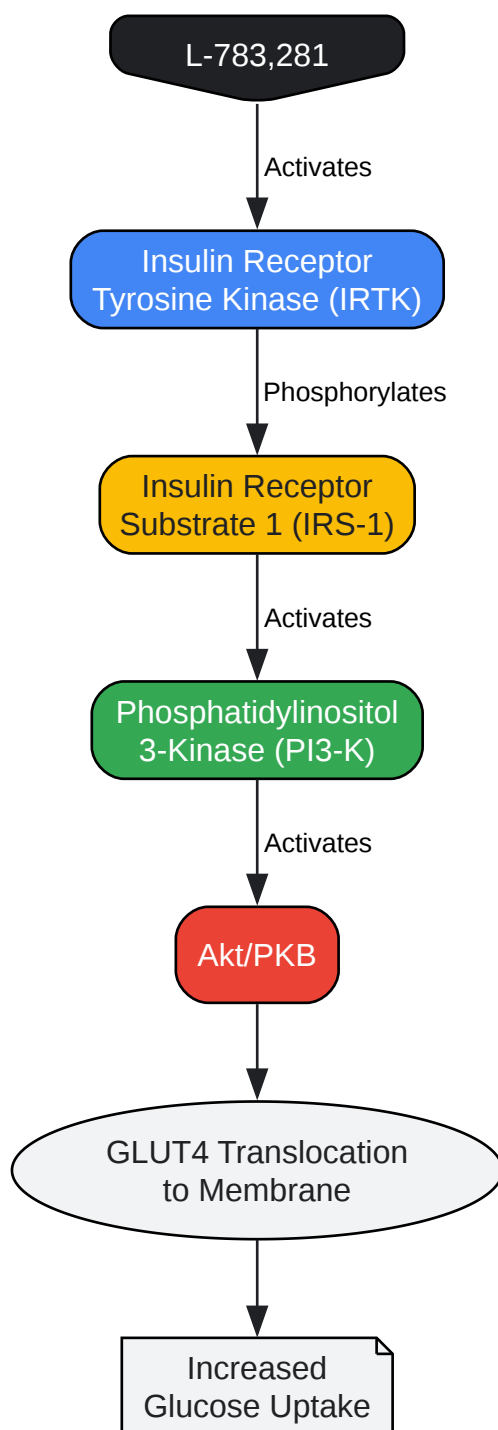 L-783,281
Activates
Insulin Receptor
Tyrosine Kinase (IRTK)
Phosphorylates
Insulin Receptor
Substrate 1 (IRS-1)
Activates
Phosphatidylinositol
3-Kinase (PI3-K)
Activates
Akt/PKB
GLUT4 Translocation
to Membrane
Increased
Glucose Uptake